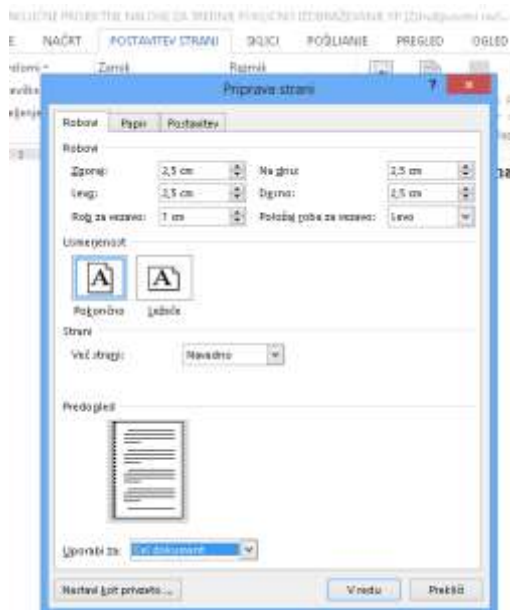 NAČRT POSTAVITEV STRANI SKLICI POŠILJANJE PREGLED OGLED
Zamik Razmik
Priprava strani ?
Robovi Papir Postavitev
Robovi
Zgoraj: 2,5 cm Na dnu: 2,5 cm
Levo: 2,5 cm Desno: 2,5 cm
Rob za vezavo: 1 cm Položaj roba za vezavo: Levo
Usmerjenost
A A
Pokončno Ležeče
Strani
Več strani: Navadno
Predogled
Uporabi za: Cel dokument
Nastavi kot privzeto ... V redu Prekliči